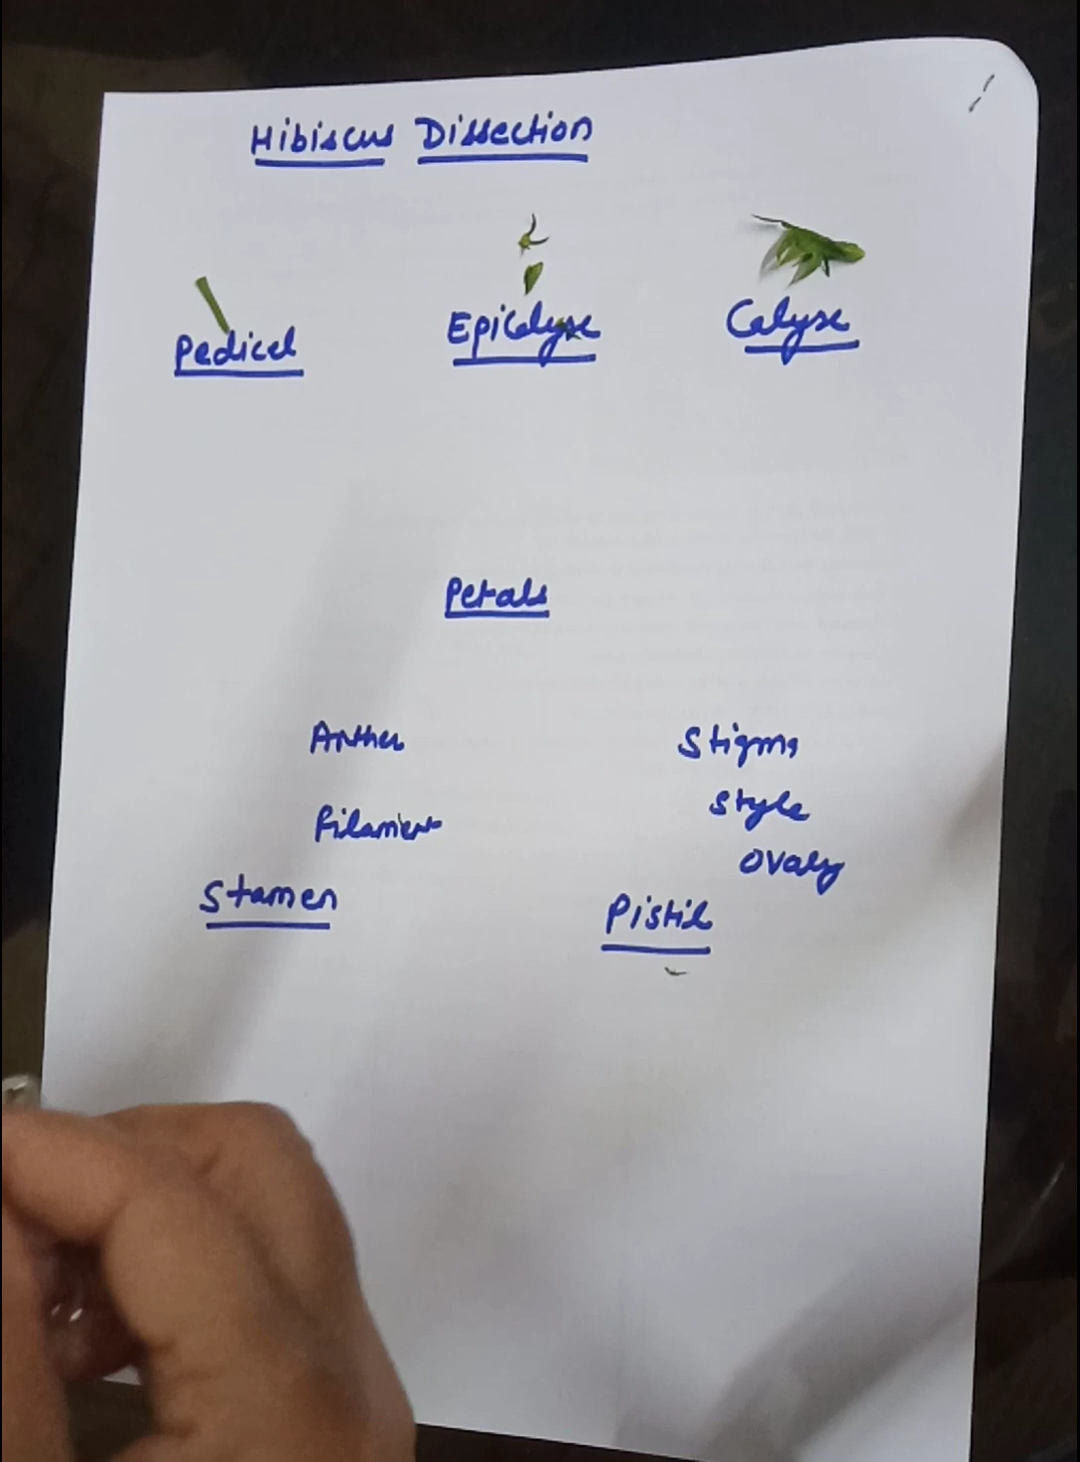 Hibiscus Dissection
Pedicel Epicalyx Calyx
Petals
Anther Stigma
Filament Style
Ovary
Stamen Pistil